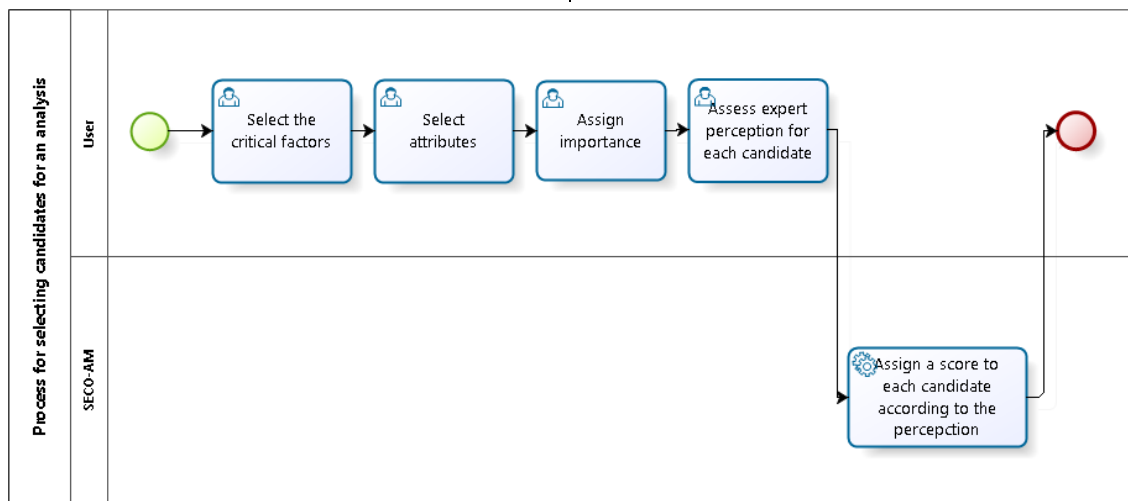 Process for selecting candidates for an analysis
User
Select the
critical factors
Select
attributes
Assign
importance
Assess expert
perception for
each candidate
SECO-AM
Assign a score to
each candidate
according to the
percepction